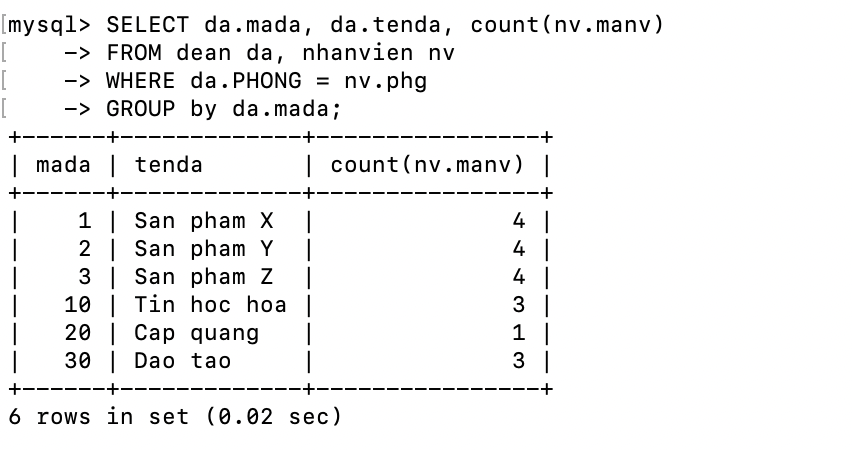 [mysql> SELECT da.mada, da.tenda, count(nv.manv)
[    -> FROM dean da, nhanvien nv
[    -> WHERE da.PHONG = nv.phg
[    -> GROUP by da.mada;
+------+--------------+----------------+
| mada | tenda        | count(nv.manv) |
+------+--------------+----------------+
|    1 | San pham X   |              4 |
|    2 | San pham Y   |              4 |
|    3 | San pham Z   |              4 |
|   10 | Tin hoc hoa  |              3 |
|   20 | Cap quang    |              1 |
|   30 | Dao tao      |              3 |
+------+--------------+----------------+
6 rows in set (0.02 sec)